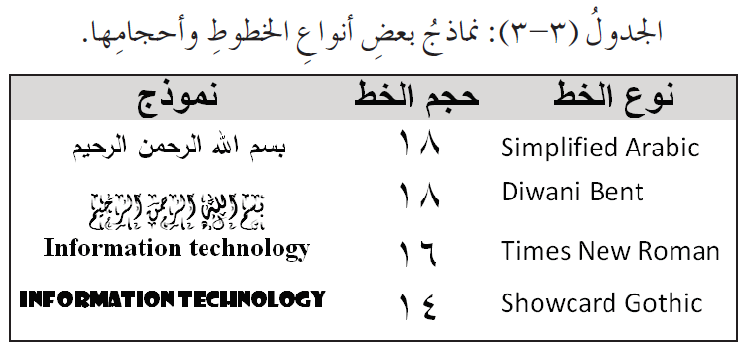 الجدولُ (٣-٣): نماذجُ بعضِ أنواعِ الخطوطِ وأحجامِها.
نوع الخط حجم الخط نموذج
Simplified Arabic ١٨ بسم الله الرحمن الرحيم
Diwani Bent ١٨ بسم الله الرحمن الرحيم
Times New Roman ١٦ Information technology
Showcard Gothic ١٤ INFORMATION TECHNOLOGY